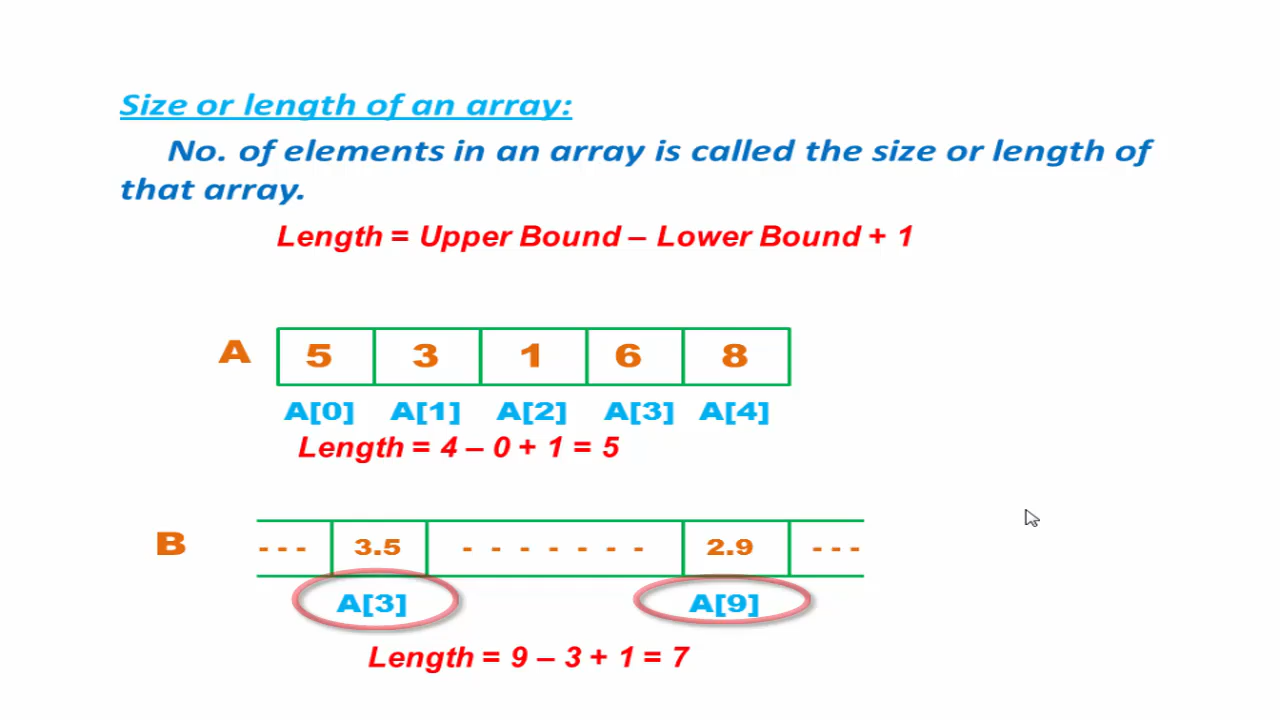 Size or length of an array:
No. of elements in an array is called the size or length of
that array.
Length = Upper Bound – Lower Bound + 1
A 5 3 1 6 8
A[0] A[1] A[2] A[3] A[4]
Length = 4 – 0 + 1 = 5
B - - - 3.5 - - - - - - - 2.9 - - -
A[3] A[9]
Length = 9 – 3 + 1 = 7